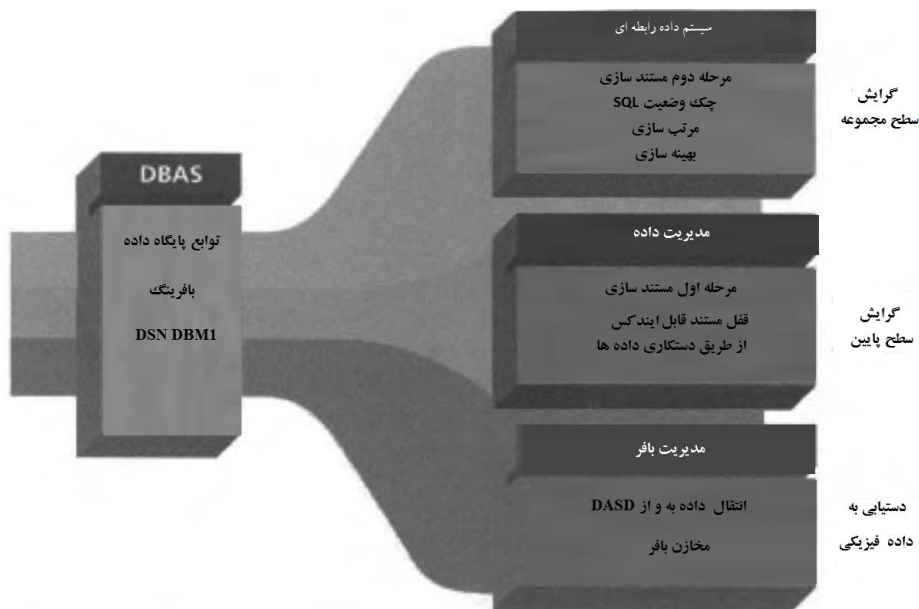 سیستم داده رابطه ای
مرحله دوم مستند سازی
چک وضعیت SQL
مرتب سازی
بهینه سازی
گرایش
سطح مجموعه
DBAS
توابع پایگاه داده
بافرینگ
DSN DBM1
مدیریت داده
مرحله اول مستند سازی
قفل مستند قابل ایندکس
از طریق دستکاری داده ها
گرایش
سطح پایین
مدیریت بافر
انتقال داده به و از DASD
مخازن بافر
دستیابی به
داده فیزیکی